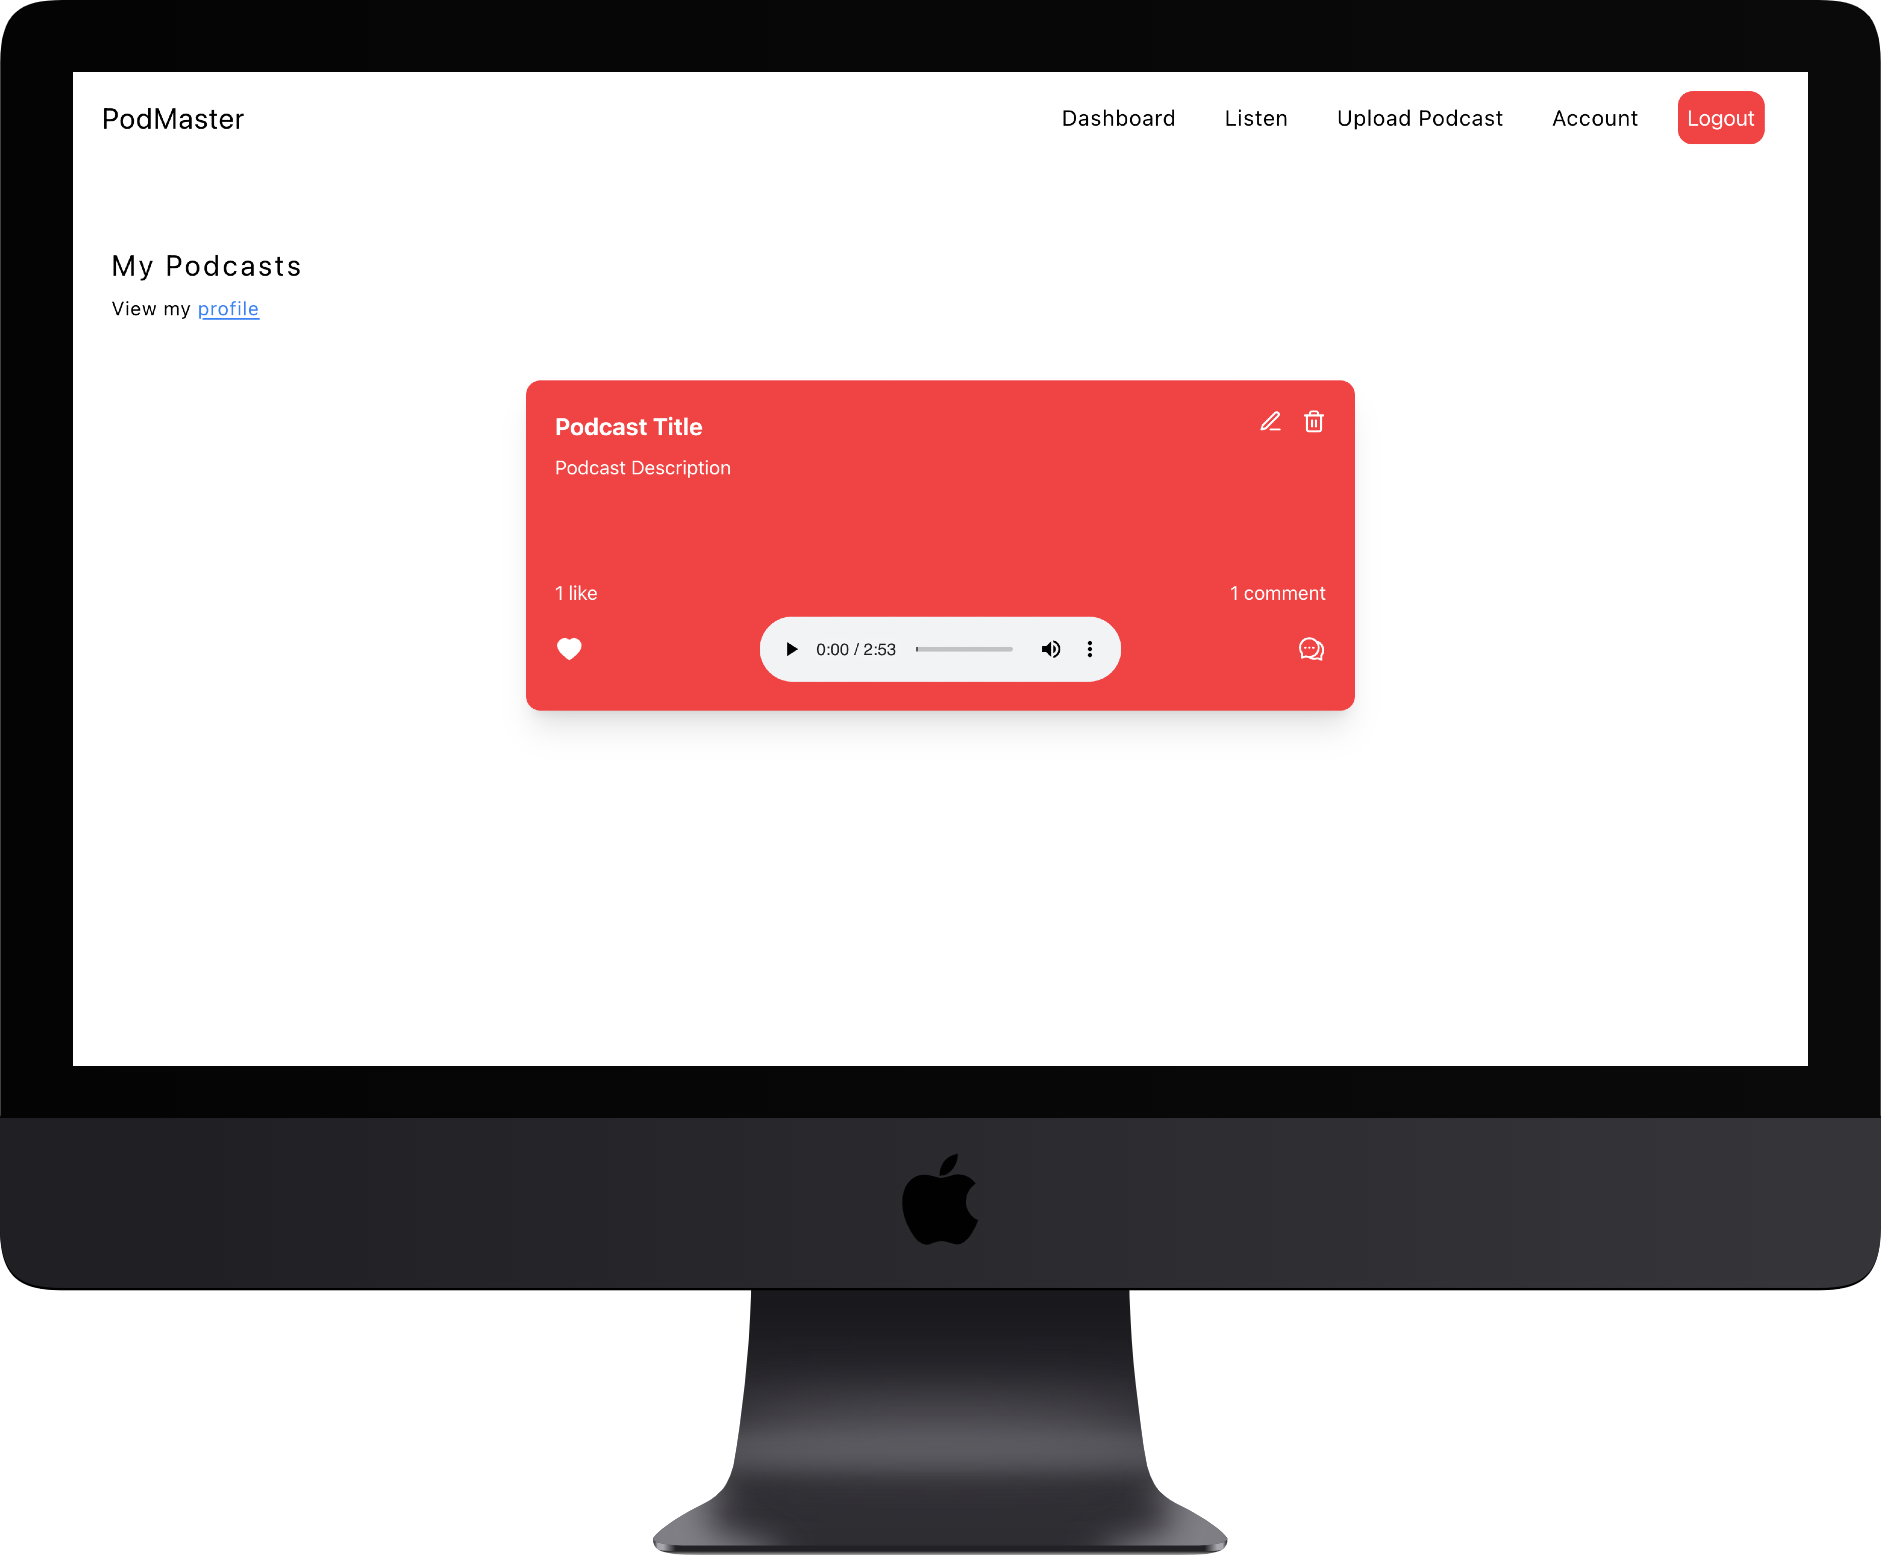 PodMaster Dashboard Listen Upload Podcast Account Logout
My Podcasts
View my profile
Podcast Title
Podcast Description
1 like 1 comment
0:00 / 2:53